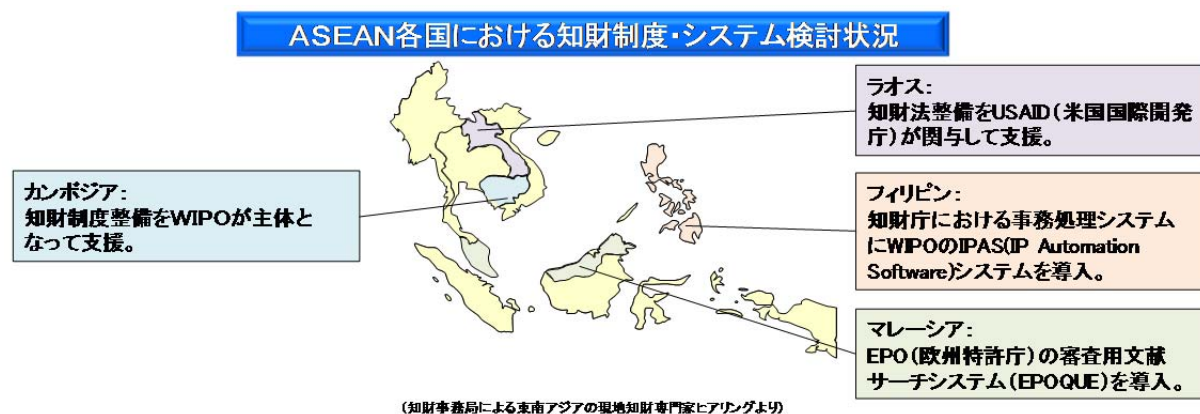 ASEAN各国における知財制度・システム検討状況
ラオス:
知財法整備をUSAID(米国国際開発
庁)が関与して支援。
カンボジア:
知財制度整備をWIPOが主体と
なって支援。
フィリピン:
知財庁における事務処理システム
にWIPOのIPAS(IP Automation
Software)システムを導入。
マレーシア:
EPO(欧州特許庁)の審査用文献
サーチシステム(EPOQUE)を導入。
(知財事務局による東南アジアの現地知財専門家ヒアリングより)